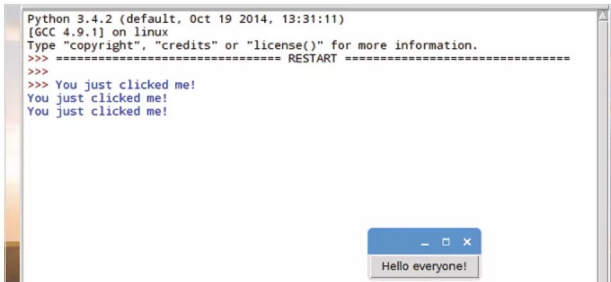 Python 3.4.2 (default, Oct 19 2014, 13:31:11)
[GCC 4.9.1] on linux
Type "copyright", "credits" or "license()" for more information.
>>> ================================ RESTART ================================
>>>
>>> You just clicked me!
You just clicked me!
You just clicked me!
Hello everyone!